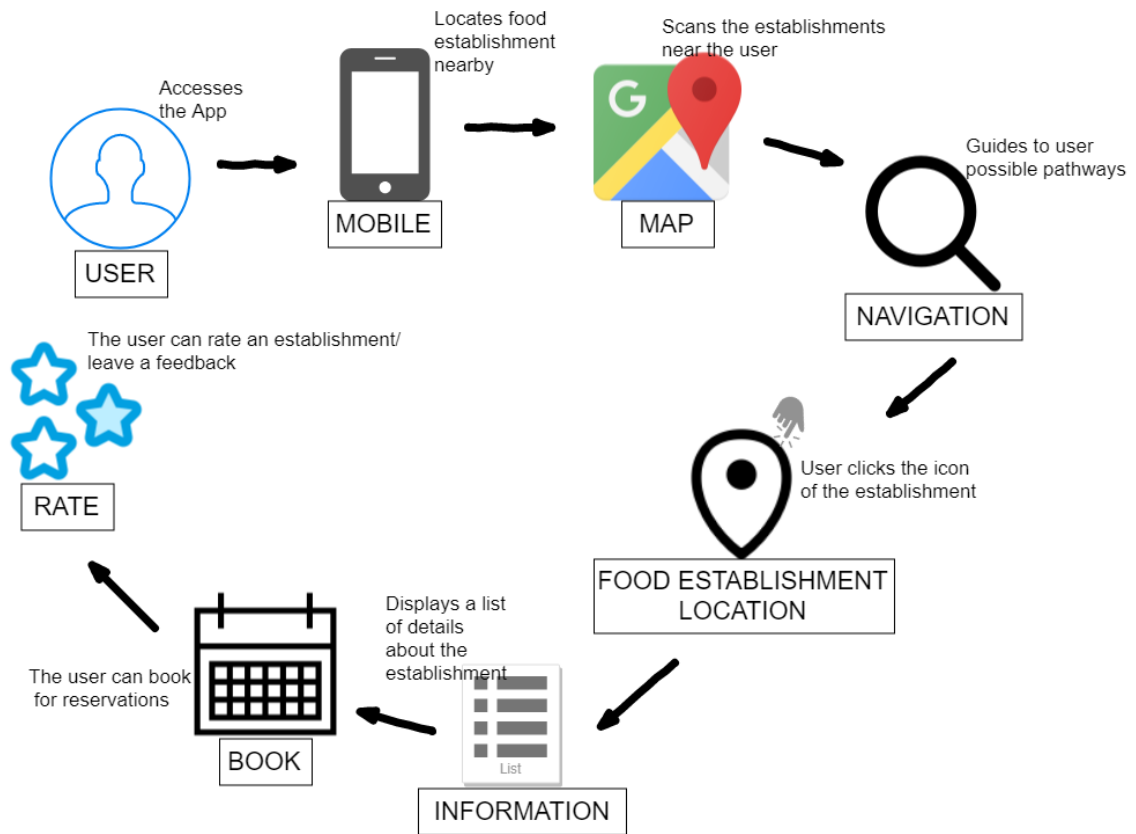 Accesses
the App
USER
Locates food
establishment
nearby
MOBILE
Scans the establishments
near the user
G
MAP
Guides to user
possible pathways
NAVIGATION
User clicks the icon
of the establishment
FOOD ESTABLISHMENT
LOCATION
Displays a list
of details
about the
establishment
List
INFORMATION
The user can book
for reservations
BOOK
The user can rate an establishment/
leave a feedback
RATE